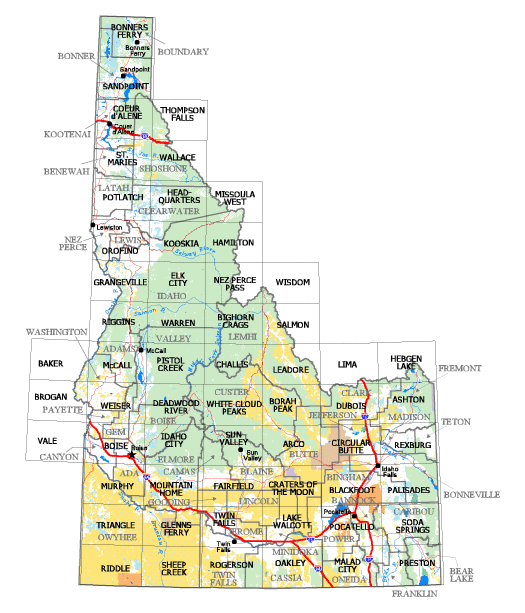 BONNERS
FERRY
Bonners
Ferry
BOUNDARY
BONNER
Sandpoint
SANDPOINT
COEUR
d'ALENE
THOMPSON
FALLS
Coeur
d'Alene
KOOTENAI
ST.
MARIES
WALLACE
BENEWAH
SHOSHONE
LATAH
POTLATCH
HEAD-
QUARTERS
MISSOULA
WEST
CLEARWATER
Lewiston
NEZ
PERCE
LEWIS
OROFINO
KOOSKIA
HAMILTON
GRANGEVILLE
ELK
CITY
NEZ PERCE
PASS
WISDOM
IDAHO
RIGGINS
WARREN
BIGHORN
CRAGS
SALMON
WASHINGTON
ADAMS
VALLEY
LEMHI
McCall
BAKER
McCALL
PISTOL
CREEK
CHALLIS
LEADORE
LIMA
HEBGEN
LAKE
FREMONT
BROGAN
PAYETTE
WEISER
DEADWOOD
RIVER
CUSTER
WHITE-CLOUD
PEAKS
BORAH
PEAK
CLARK
DUBOIS
ASHTON
JEFFERSON
MADISON
TETON
BOISE
GEM
VALE
CANYON
BOISE
Boise
IDAHO
CITY
SUN
VALLEY
Sun
Valley
ARCO
BUTTE
CIRCULAR
BUTTE
REXBURG
ELMORE
ADA
CAMAS
BLAINE
Idaho
Falls
BINGHAM
BONNEVILLE
MURPHY
MOUNTAIN
HOME
FAIRFIELD
CRATERS OF
THE MOON
BLACKFOOT
PALISADES
GOODING
LINCOLN
BANNOCK
CARIBOU
Pocatello
TRIANGLE
OWYHEE
GLENNS
FERRY
TWIN
FALLS
JEROME
LAKE
WALCOTT
POCATELLO
SODA
SPRINGS
POWER
Twin
Falls
MINIDOKA
RIDDLE
SHEEP
CREEK
ROGERSON
TWIN
FALLS
OAKLEY
CASSIA
MALAD
CITY
ONEIDA
PRESTON
BEAR
LAKE
FRANKLIN